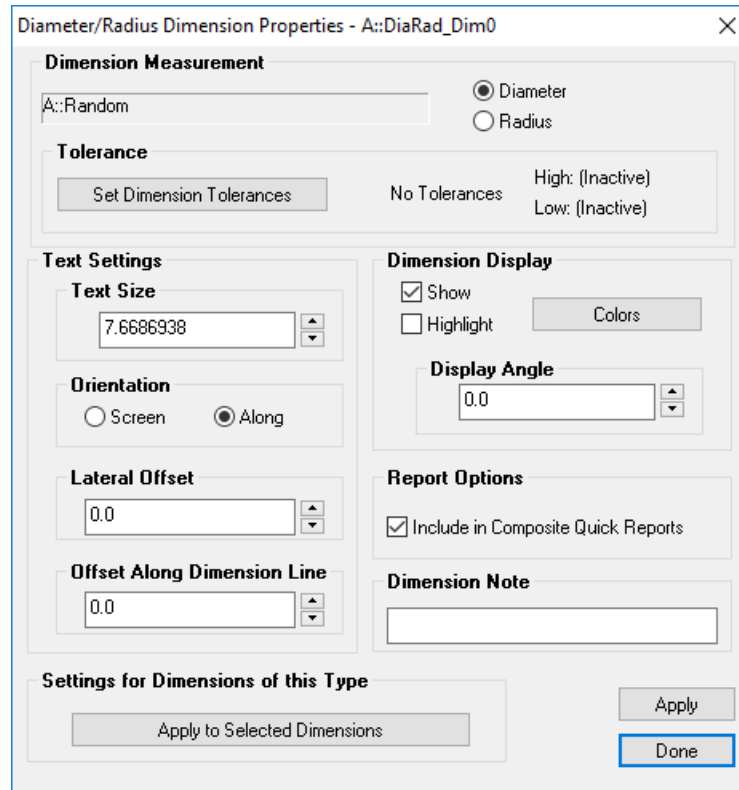 Diameter/Radius Dimension Properties - A::DiaRad_Dim0
Dimension Measurement
A::Random
Diameter
Radius
Tolerance
Set Dimension Tolerances
No Tolerances
High: (Inactive)
Low: (Inactive)
Text Settings
Text Size
7.6686938
Orientation
Screen
Along
Lateral Offset
0.0
Offset Along Dimension Line
0.0
Dimension Display
Show
Highlight
Colors
Display Angle
0.0
Report Options
Include in Composite Quick Reports
Dimension Note
Settings for Dimensions of this Type
Apply to Selected Dimensions
Apply
Done